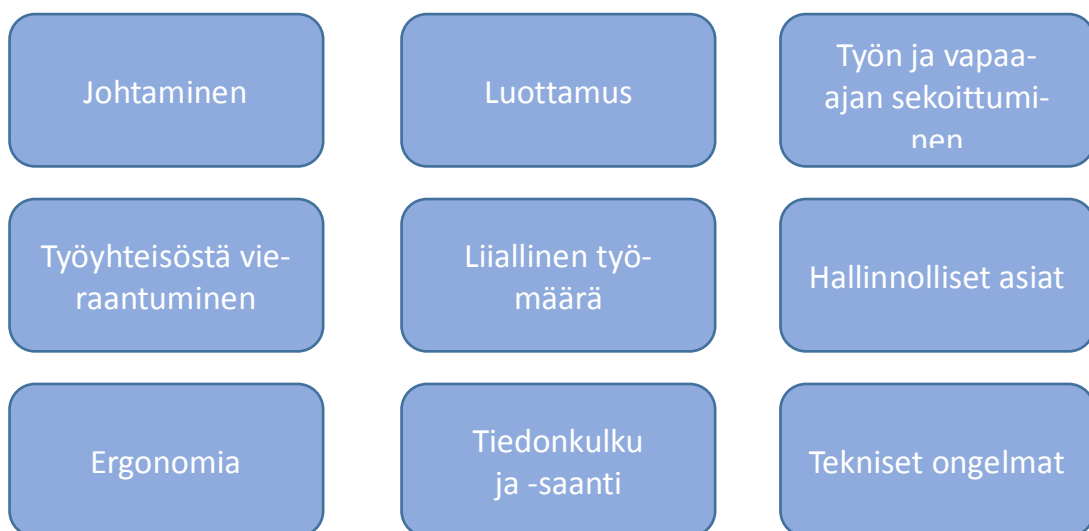 Johtaminen
Luottamus
Työn ja vapaa-
ajan sekoittumi-
nen
Työyhteisöstä vie-
raantuminen
Liiallinen työ-
määrä
Hallinnolliset asiat
Ergonomia
Tiedonkulku
ja -saanti
Tekniset ongelmat